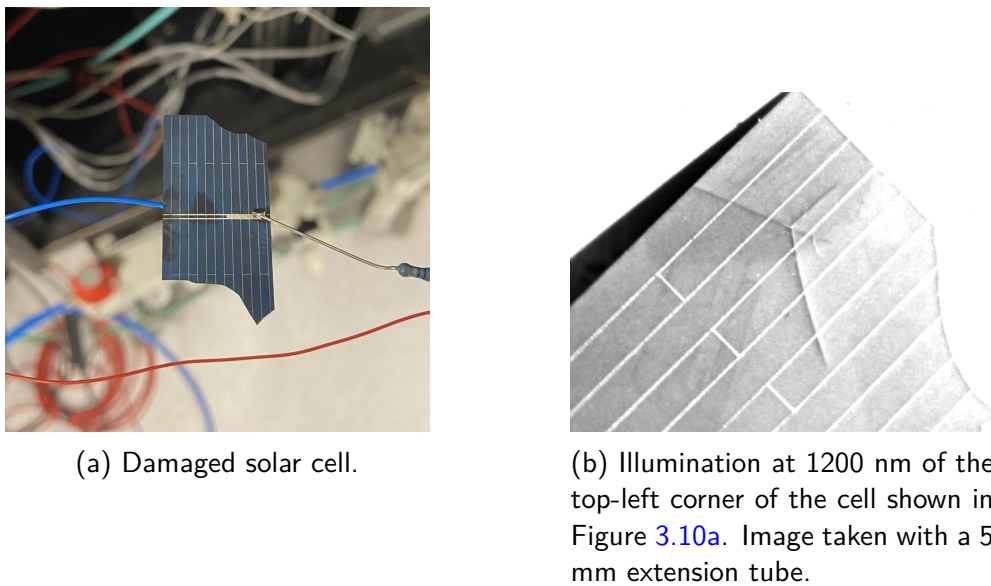 (a) Damaged solar cell.
(b) Illumination at 1200 nm of the
top-left corner of the cell shown in
Figure 3.10a. Image taken with a 5
mm extension tube.